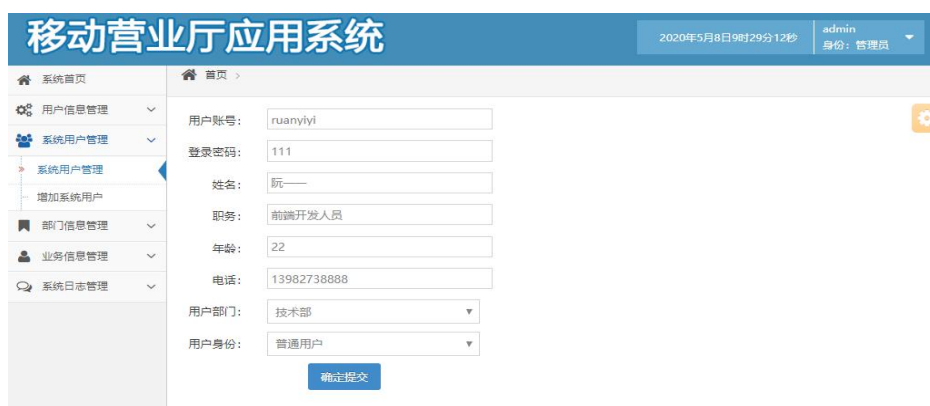 移动营业厅应用系统
2020年5月8日9时29分12秒
admin
身份：管理员
系统首页
首页 >
用户信息管理
系统用户管理
» 系统用户管理
增加系统用户
部门信息管理
业务信息管理
系统日志管理
用户账号： ruanyiyi
登录密码： 111
姓名： 阮一一
职务： 前端开发人员
年龄： 22
电话： 13982738888
用户部门： 技术部
用户身份： 普通用户
确定提交